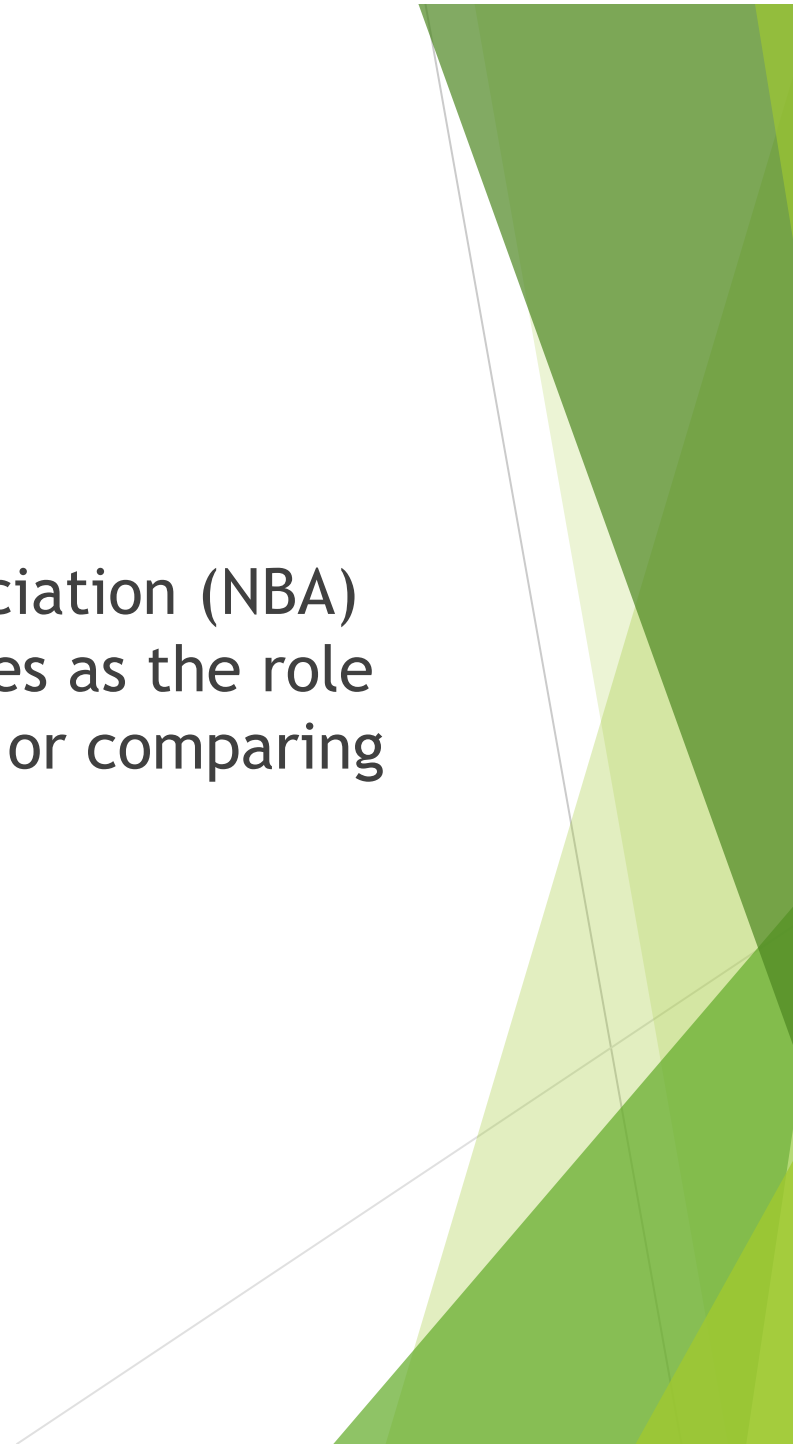 ciation (NBA)
es as the role
or comparing